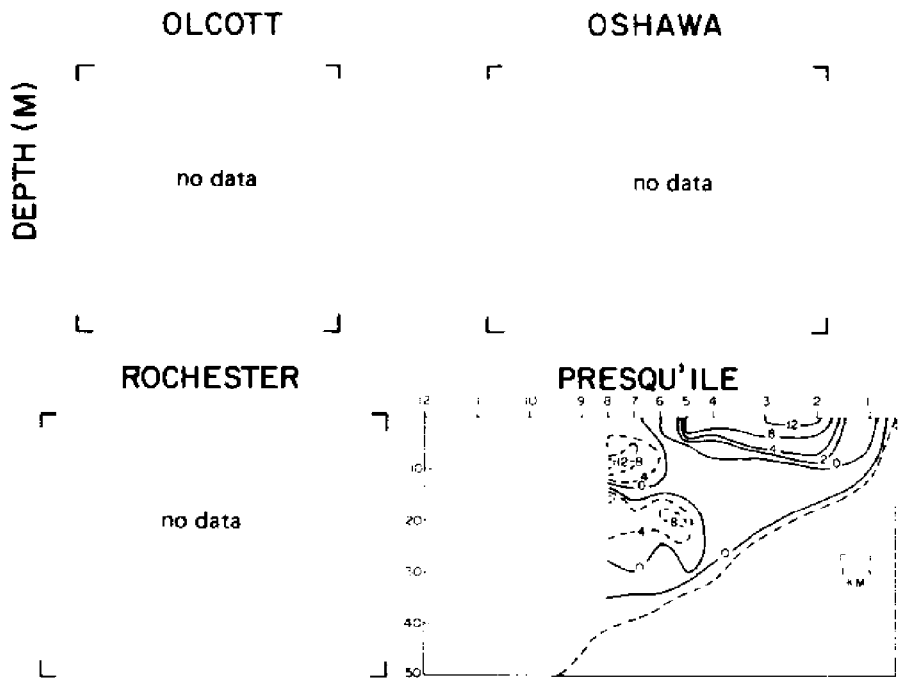 OLCOTT OSHAWA
DEPTH (M)
no data no data
ROCHESTER PRESQU'ILE
12 1 10 9 8 7 6 5 4 3 2 1
12
8
4
2 0
-12 -8
4
0
10
no data
20
8
-4
0
0
30
KM
40
50